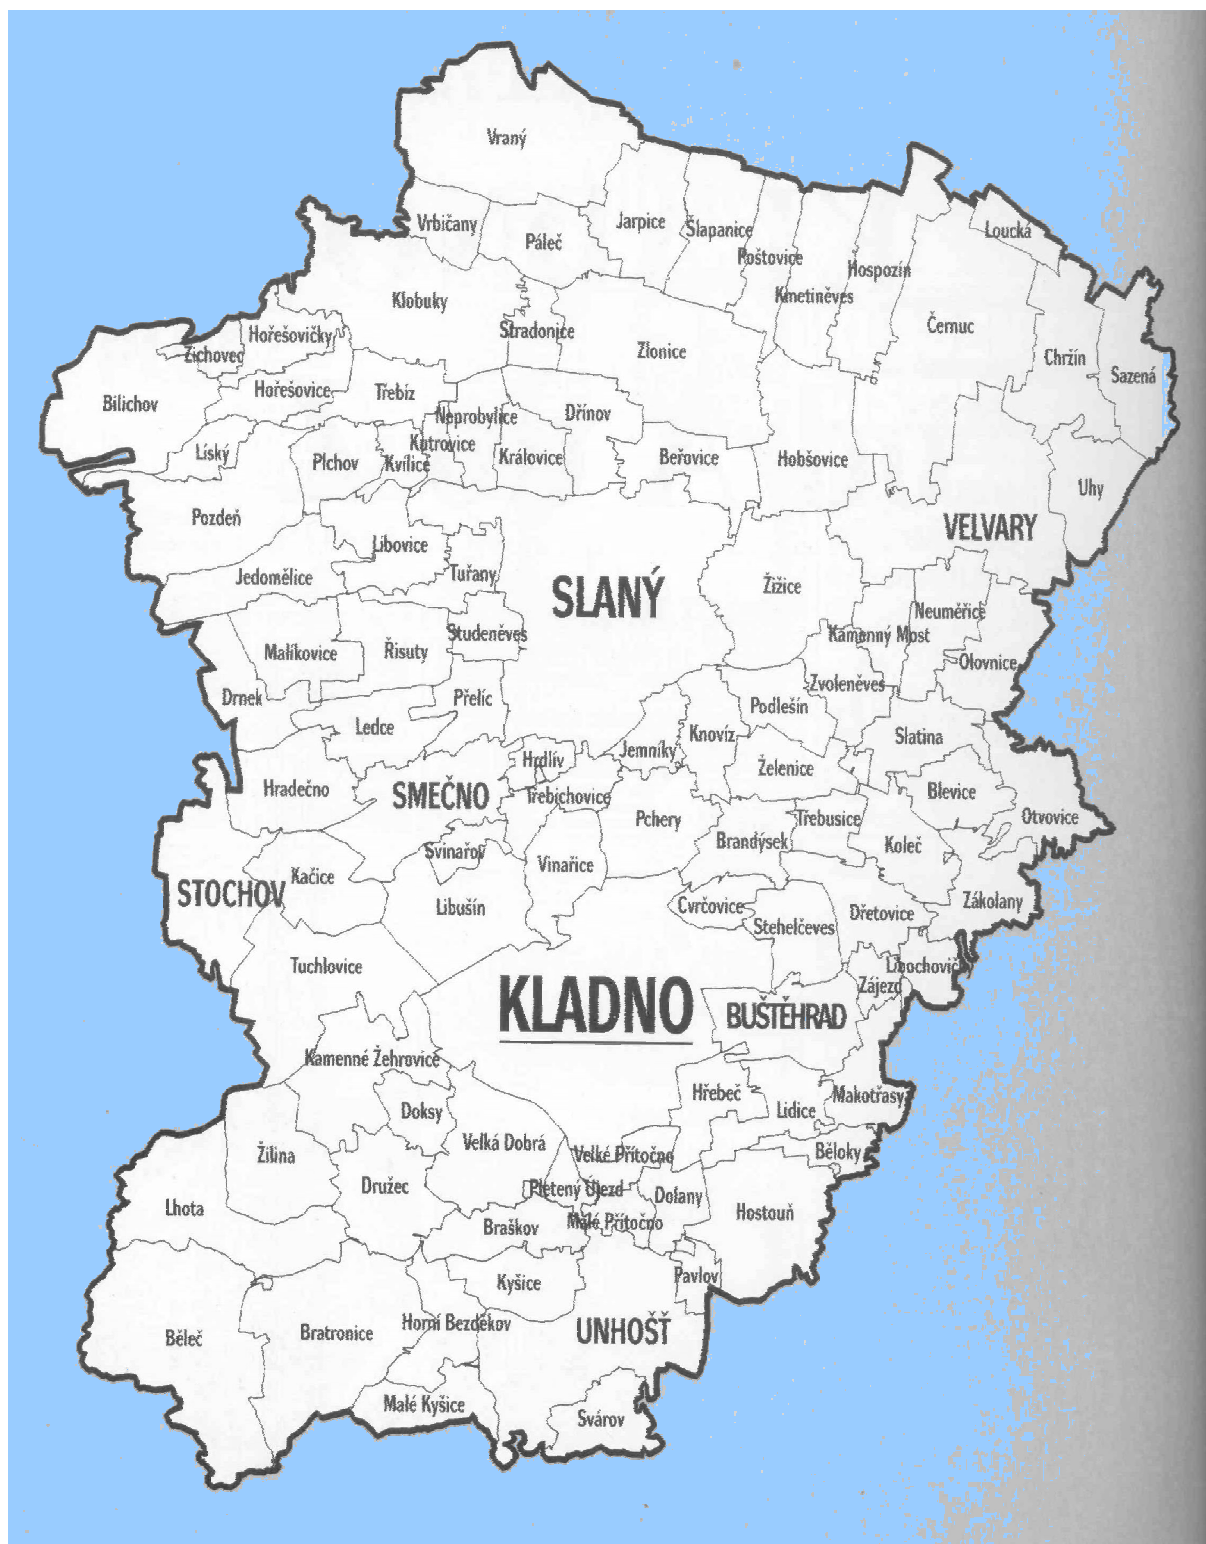 Vraný
Vrbičany
Páleč
Jarpice
Šlapanice
Poštovice
Loucká
Kmetiněves
Hospozín
Klobuky
Černuc
Stradonice
Hořešovičky
Zichovec
Zlonice
Chržín
Sazená
Bílichov
Hořešovice
Třebíz
Neprobylice
Dřínov
Líský
Plchov
Kvílice
Kutrovice
Královice
Beřovice
Hobšovice
Uhy
Pozdeň
VELVARY
Libovice
Jedomělice
Tuřany
SLANÝ
Žižice
Neuměřice
Kamenný Most
Studeněves
Malíkovice
Řisuty
Olovnice
Drnek
Přelíc
Zvoleněves
Podlešín
Ledce
Knovíz
Slatina
Jemníky
Hrdlív
Želenice
Hradečno
SMEČNO
Třebichovice
Blevice
Pchery
Třebusice
Otvovice
Brandýsek
Koleč
Svinařov
Vinařice
Kačice
STOCHOV
Libušín
Cvrčovice
Stehelčeves
Dřetovice
Zákolany
Tuchlovice
Libochovičky
Zájezd
KLADNO
BUŠTĚHRAD
Kamenné Žehrovice
Hřebeč
Lidice
Makotřasy
Doksy
Velká Dobrá
Žilina
Velké Přítočno
Běloky
Družec
Pletený Újezd
Dolany
Lhota
Braškov
Malé Přítočno
Hostouň
Kyšice
Pavlov
Běleč
Bratronice
Horní Bezděkov
UNHOŠŤ
Malé Kyšice
Svárov